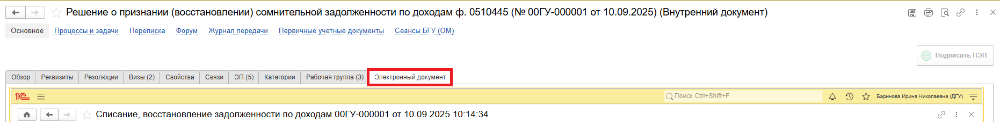 Решение о признании (восстановлении) сомнительной задолженности по доходам ф. 0510445 (№ 00ГУ-000001 от 10.09.2025) (Внутренний документ)
Основное Процессы и задачи Переписка Форум Журнал передачи Первичные учетные документы Сеансы БГУ (ОМ)
Подписать ПЭП
Обзор Реквизиты Резолюции Визы (2) Свойства Связи ЭП (5) Категории Рабочая группа (3) Электронный документ
1С Поиск Ctrl+Shift+F Баринова Ирина Николаевна (ДГУ)
Списание, восстановление задолженности по доходам 00ГУ-000001 от 10.09.2025 10:14:34